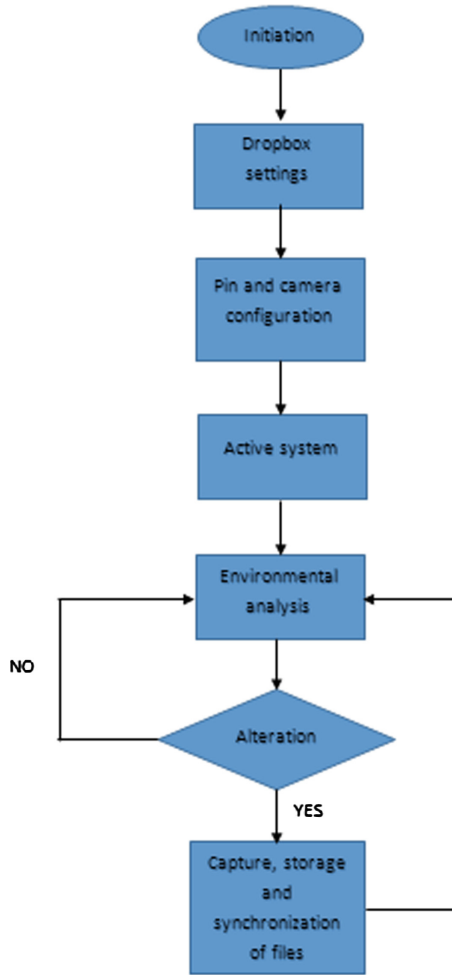 Initiation
Dropbox
settings
Pin and camera
configuration
Active system
Environmental
analysis
NO
Alteration
YES
Capture, storage
and
synchronization
of files